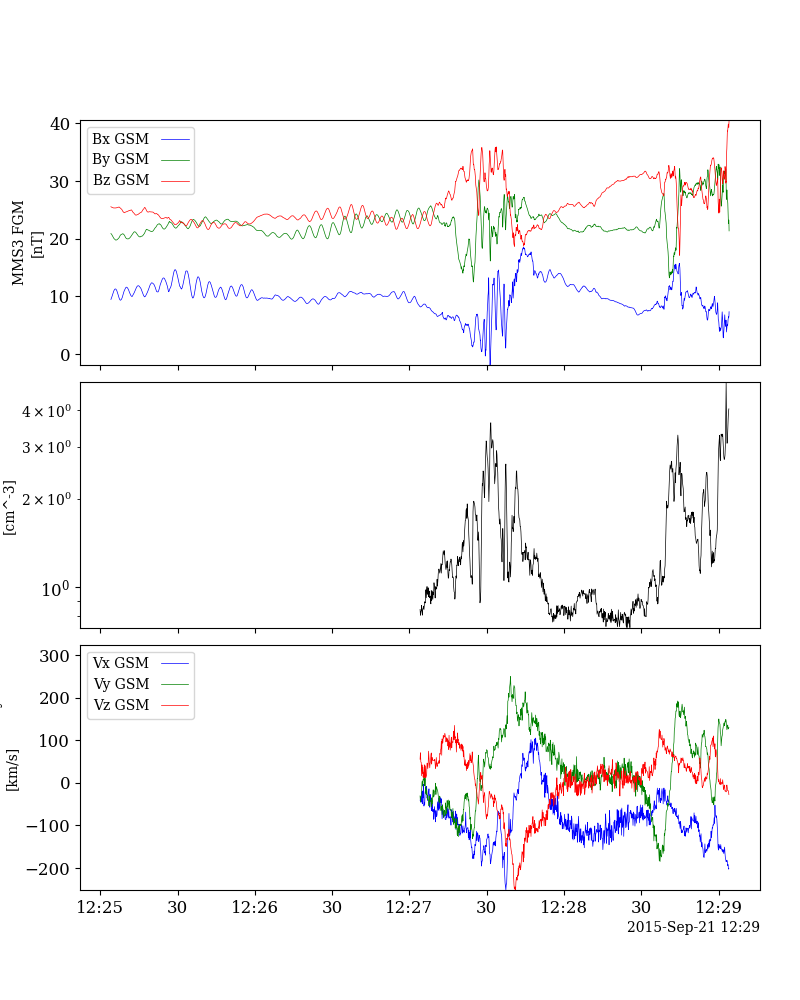 40
30
20
10
0
MMS3 FGM
[nT]
Bx GSM
By GSM
Bz GSM
4 × 10⁰
3 × 10⁰
2 × 10⁰
10⁰
[cm^-3]
300
200
100
0
−100
−200
[km/s]
Vx GSM
Vy GSM
Vz GSM
12:25 30 12:26 30 12:27 30 12:28 30 12:29
2015-Sep-21 12:29